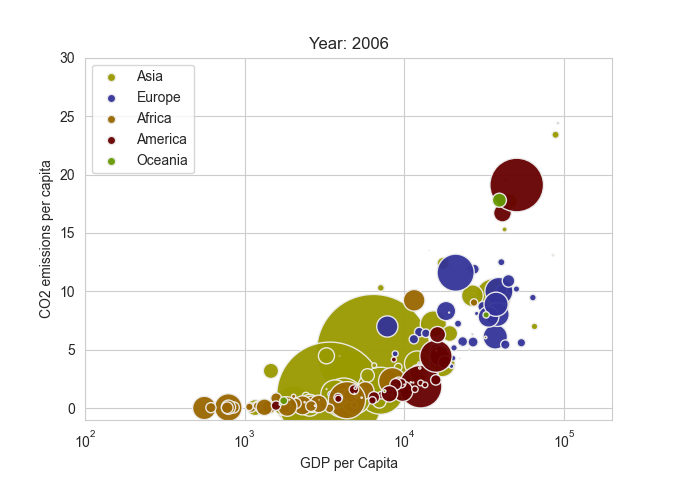 Year: 2006
CO2 emissions per capita
30
25
20
15
10
5
0
Asia
Europe
Africa
America
Oceania
10²
10³
10⁴
10⁵
GDP per Capita